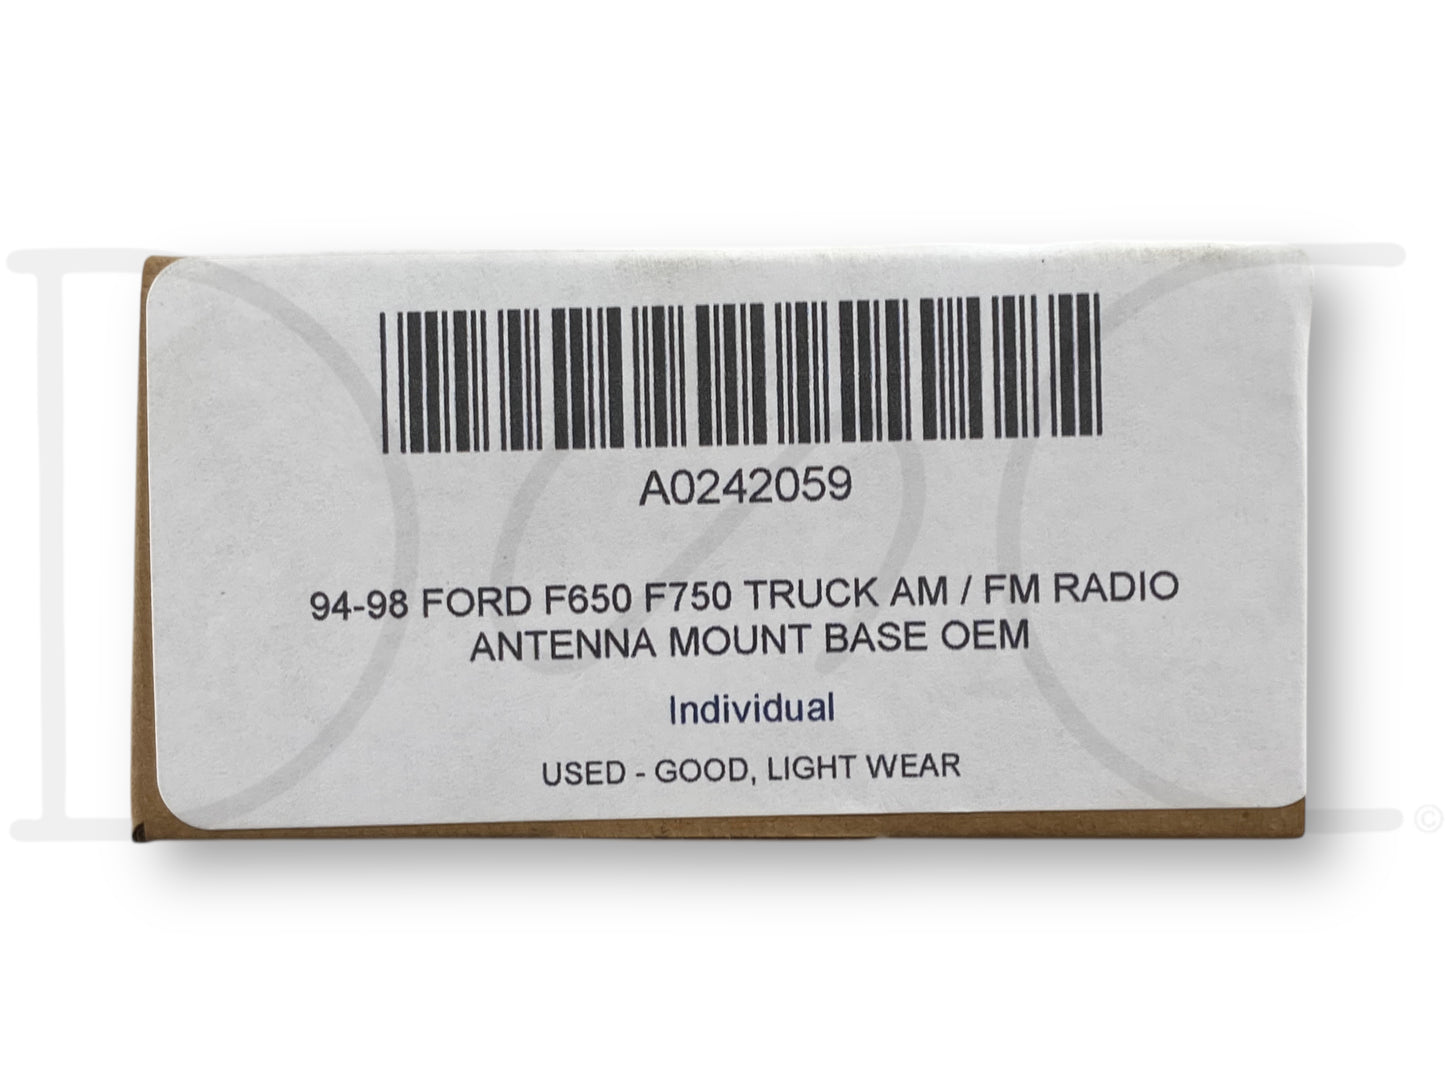 A0242059
94-98 FORD F650 F750 TRUCK AM / FM RADIO
ANTENNA MOUNT BASE OEM
Individual
USED - GOOD, LIGHT WEAR
©